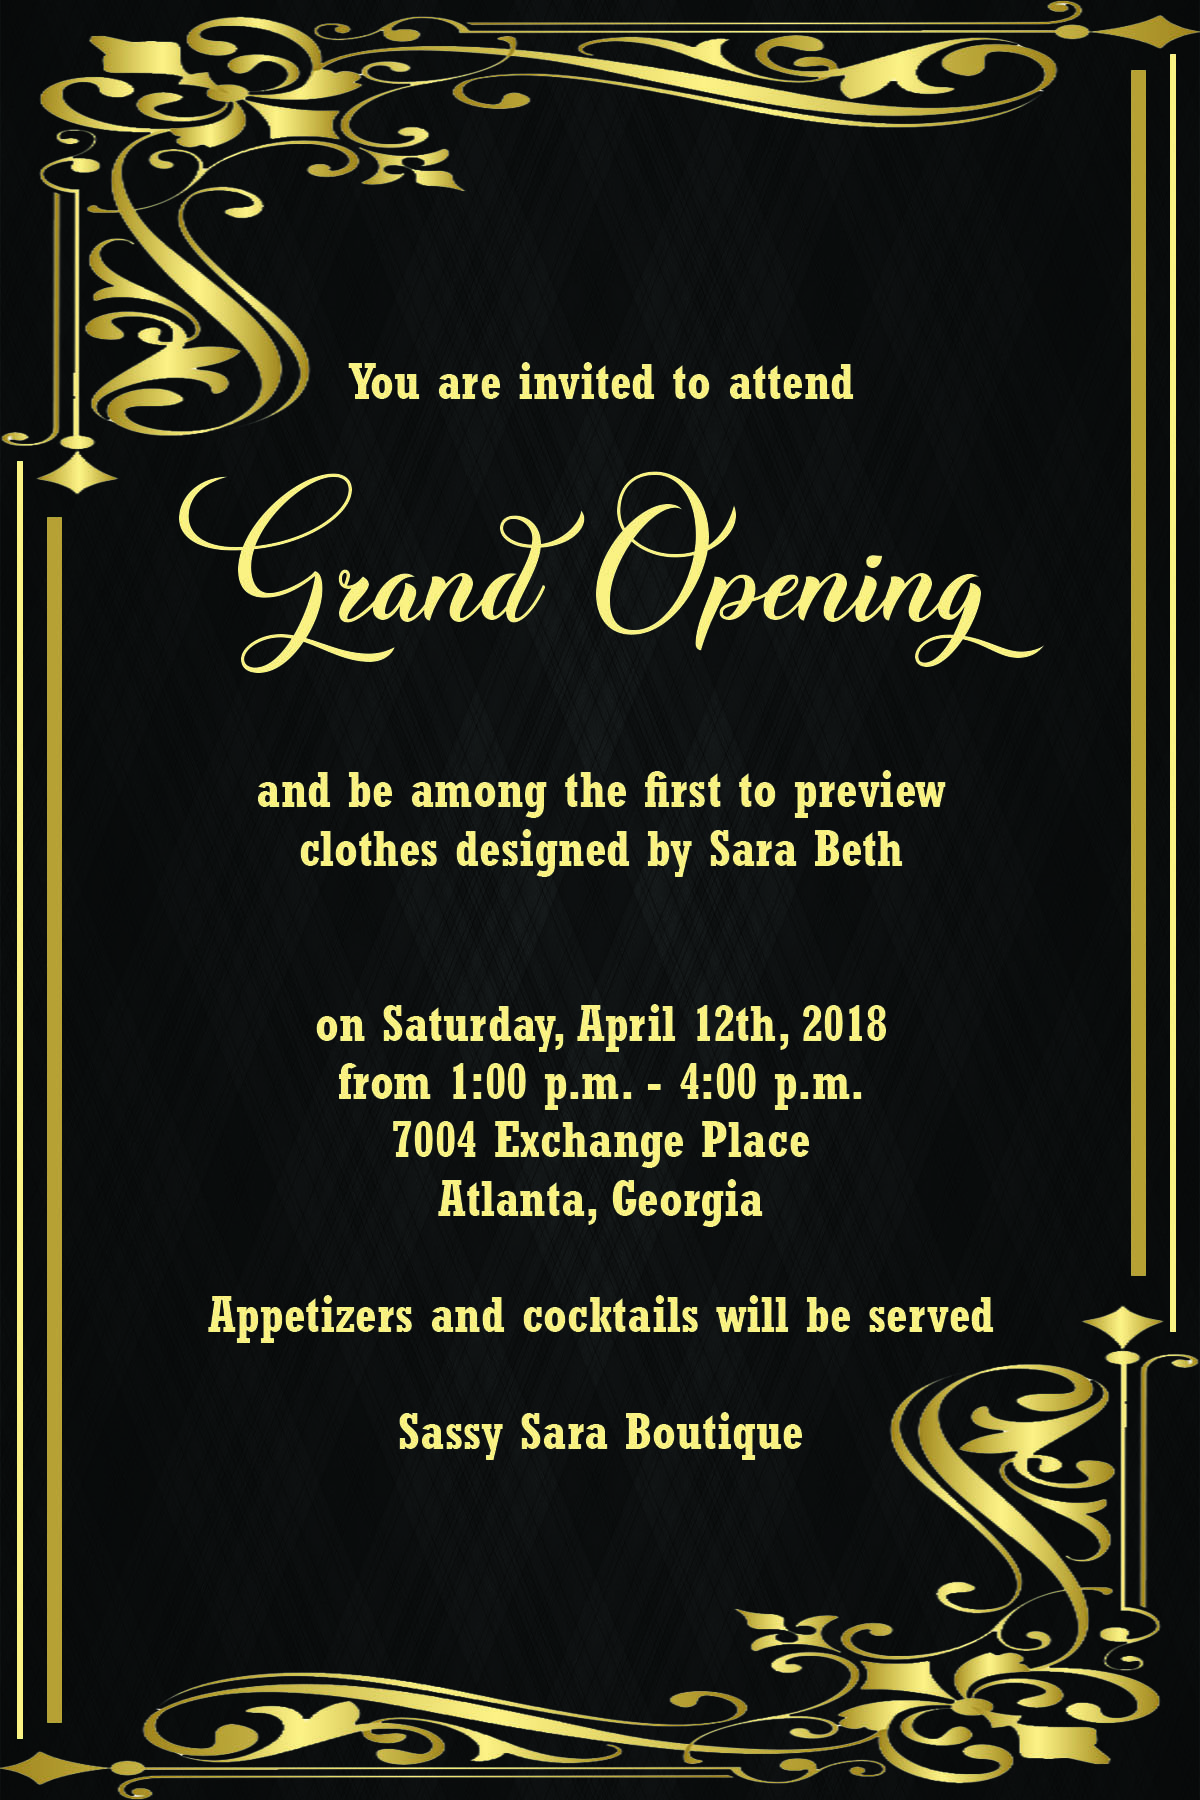 You are invited to attend
Grand Opening
and be among the first to preview
clothes designed by Sara Beth
on Saturday, April 12th, 2018
from 1:00 p.m. - 4:00 p.m.
7004 Exchange Place
Atlanta, Georgia
Appetizers and cocktails will be served
Sassy Sara Boutique